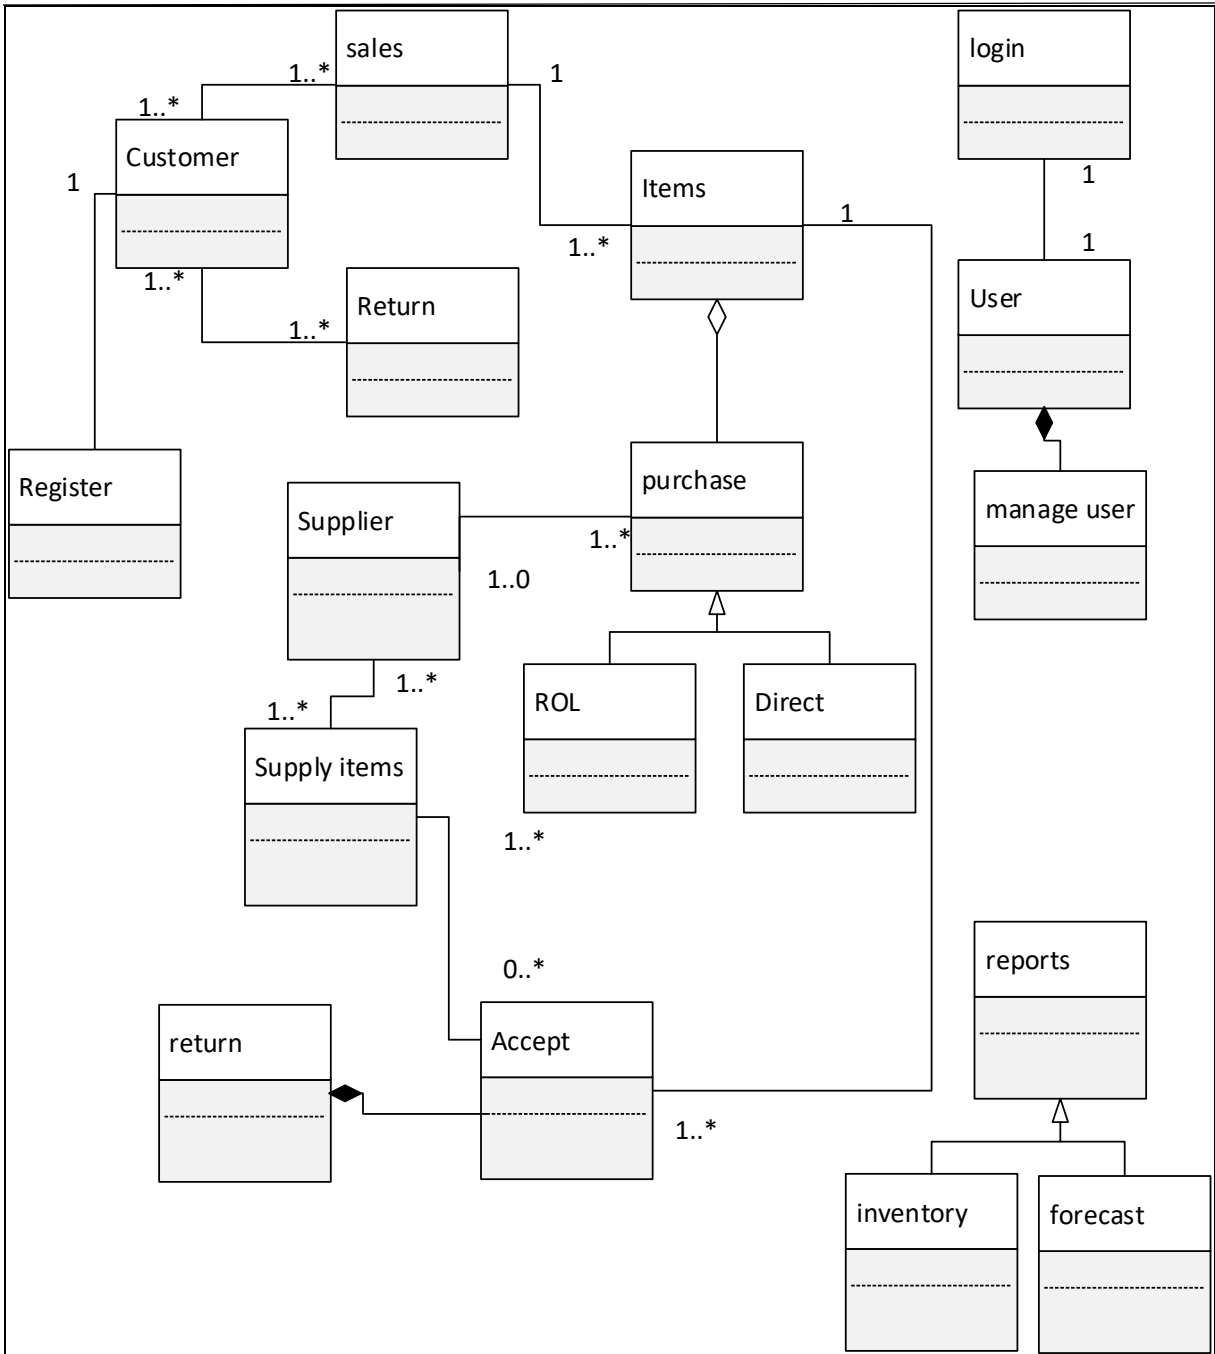 sales
login
1..*
1
1..*
Customer
Items
1
1
1
1..*
1
1..*
Return
User
1..*
Register
purchase
Supplier
manage user
1..*
1..0
1..*
ROL
Direct
1..*
Supply items
1..*
reports
0..*
return
Accept
1..*
inventory
forecast